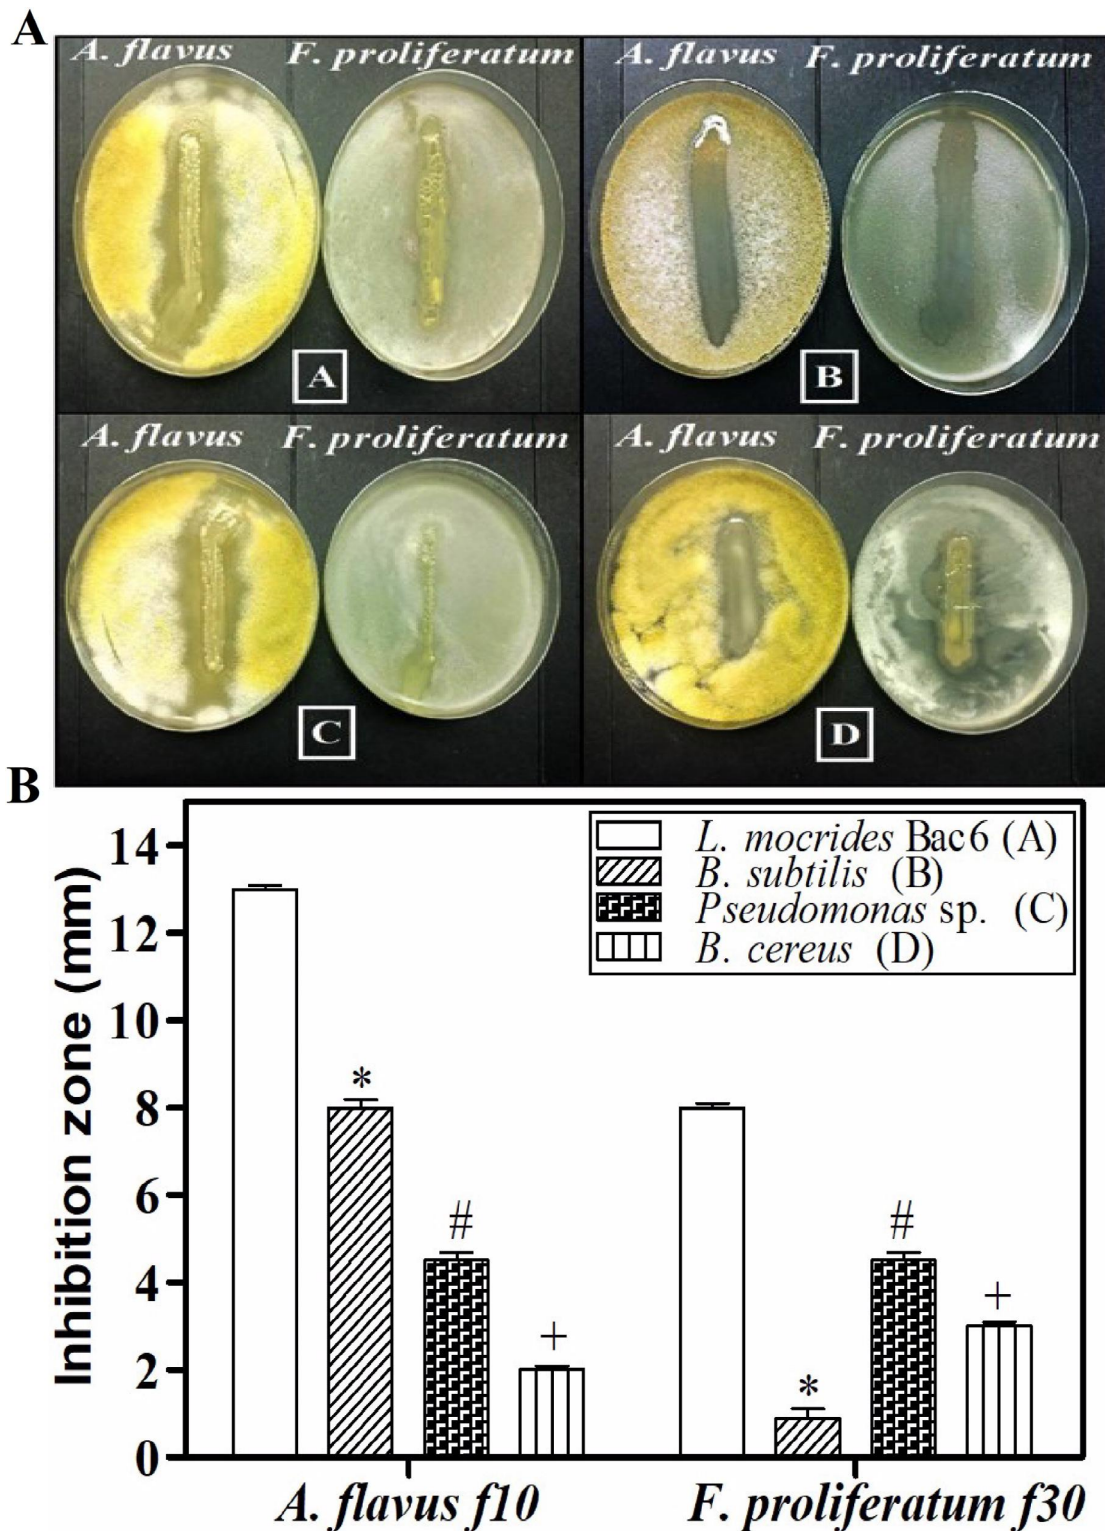 A
A. flavus F. proliferatum A. flavus F. proliferatum
A B
A. flavus F. proliferatum A. flavus F. proliferatum
C D
B
L. mocrides Bac6 (A)
B. subtilis (B)
Pseudomonas sp. (C)
B. cereus (D)
Inhibition zone (mm)
14
12
10
8
6
4
2
0
*
#
+
*
#
+
A. flavus f10 F. proliferatum f30